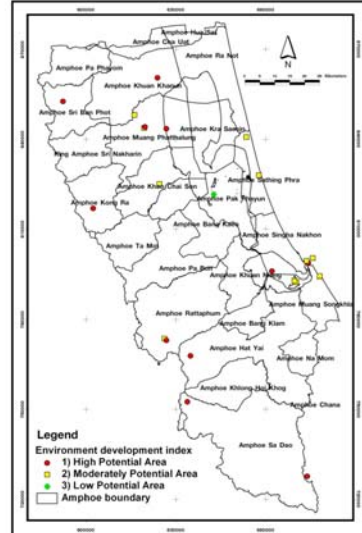 Amphoe Hua Sai
Amphoe Cha Uat
Amphoe Ra Not
Amphoe Pa Phayom
Amphoe Khuan Khanun
Amphoe Sri Ban Phot
Amphoe Muang Phatthalung
Amphoe Kra Saesin
King Amphoe Sri Nakharin
Amphoe Sathing Phra
Amphoe Khao Chai Son
Amphoe Pak Phayun
Amphoe Kong Ra
Amphoe Bang Kaeo
Amphoe Singha Nakhon
Amphoe Ta Mot
Amphoe Pa Bon
Amphoe Khuan Niang
Amphoe Muang Songkhla
Amphoe Rattaphum
Amphoe Bang Klam
Amphoe Hat Yai
Amphoe Na Mom
Amphoe Khlong Hoi Khog
Amphoe Chana
Amphoe Sa Dao
N
Kilometers
Legend
Environment development index
1) High Potential Area
2) Moderately Potential Area
3) Low Potential Area
Amphoe boundary